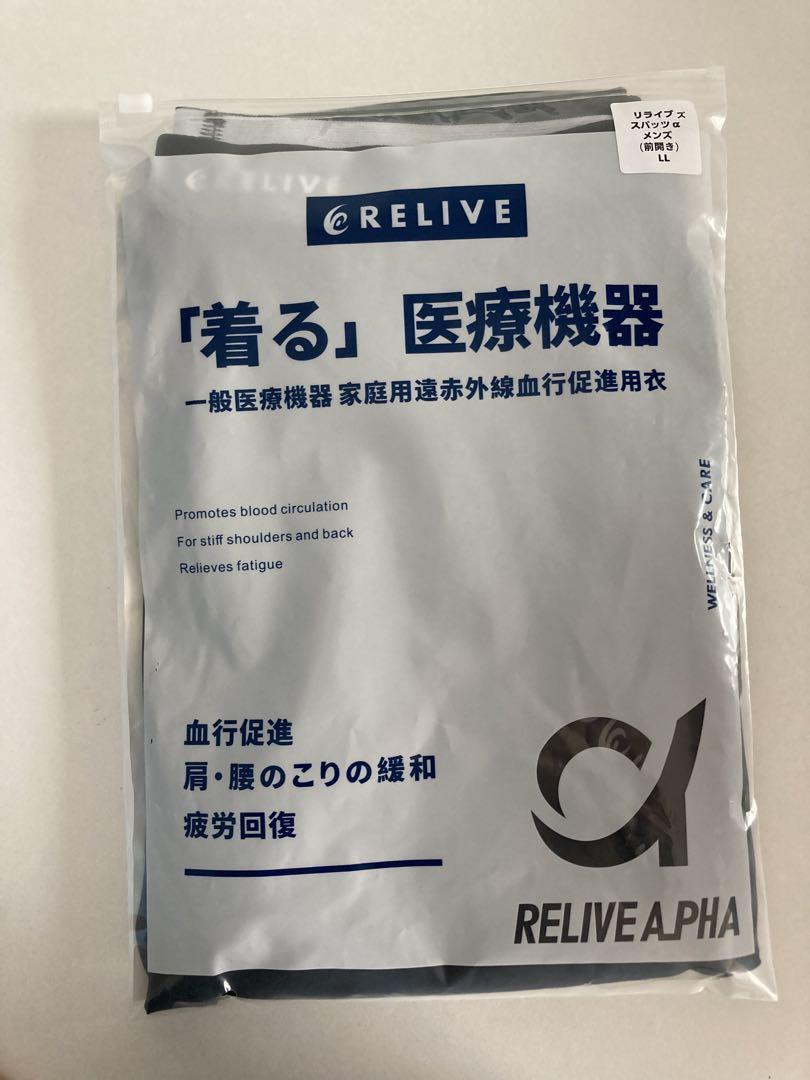 リライブ ズ
スパッツ α
メンズ
(前開き)
LL
RELIVE
「着る」医療機器
一般医療機器 家庭用遠赤外線血行促進用衣
Promotes blood circulation
For stiff shoulders and back
Relieves fatigue
WELLNESS & CARE
血行促進
肩・腰のこりの緩和
疲労回復
α
RELIVE ALPHA